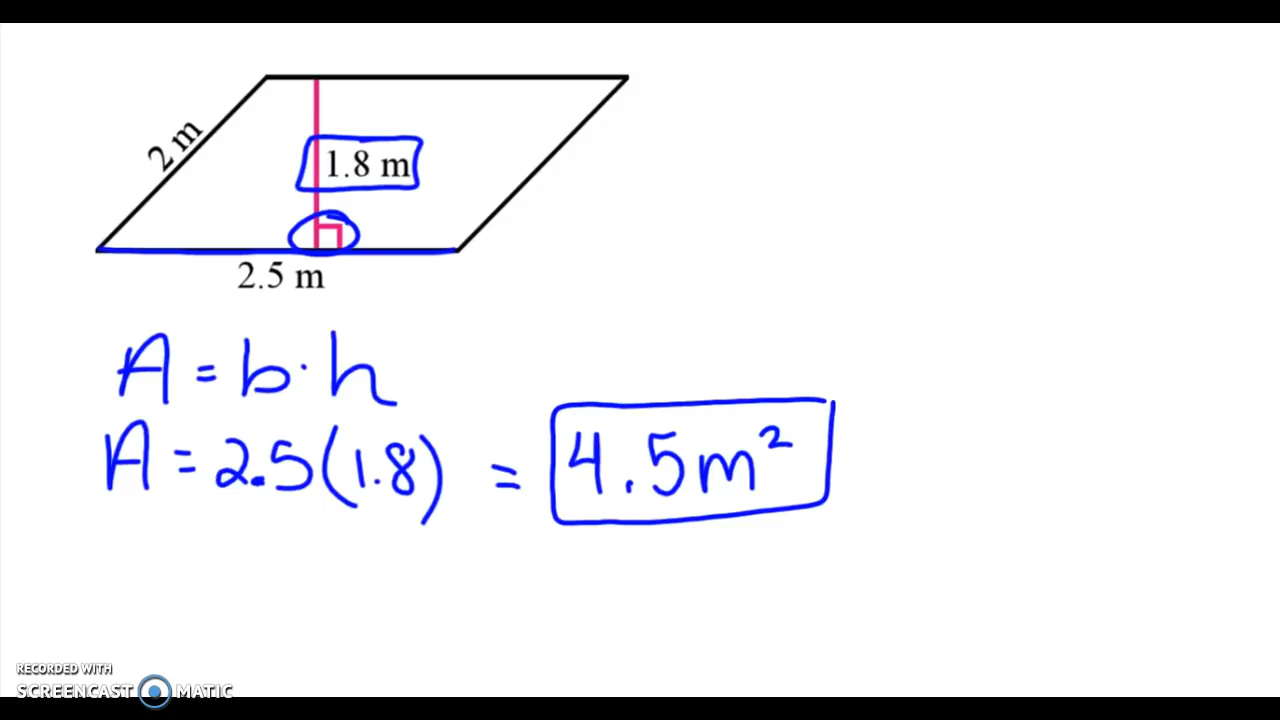 2 m
1.8 m
2.5 m
A = b · h
A = 2.5(1.8) = 4.5m²
RECORDED WITH
SCREENCAST MATIC